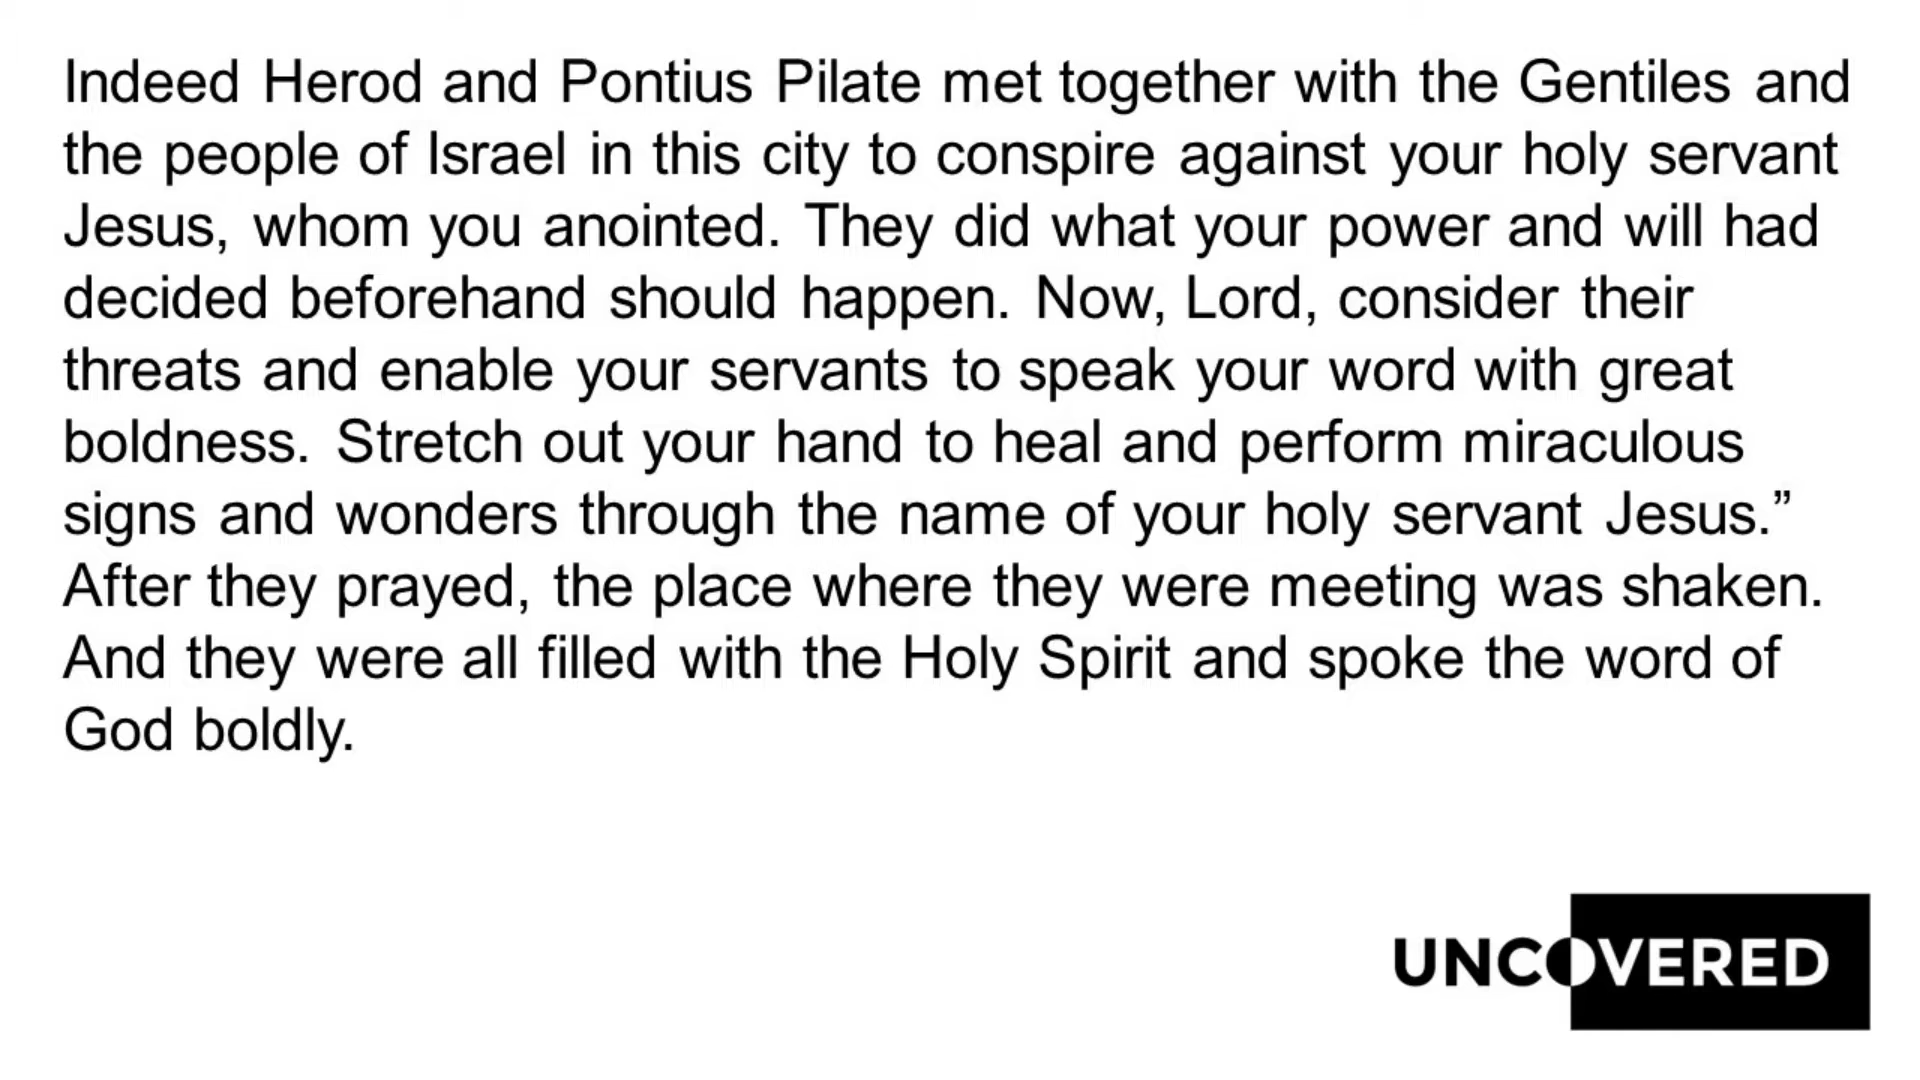 Indeed Herod and Pontius Pilate met together with the Gentiles and
the people of Israel in this city to conspire against your holy servant
Jesus, whom you anointed. They did what your power and will had
decided beforehand should happen. Now, Lord, consider their
threats and enable your servants to speak your word with great
boldness. Stretch out your hand to heal and perform miraculous
signs and wonders through the name of your holy servant Jesus.”
After they prayed, the place where they were meeting was shaken.
And they were all filled with the Holy Spirit and spoke the word of
God boldly.
UNCOVERED